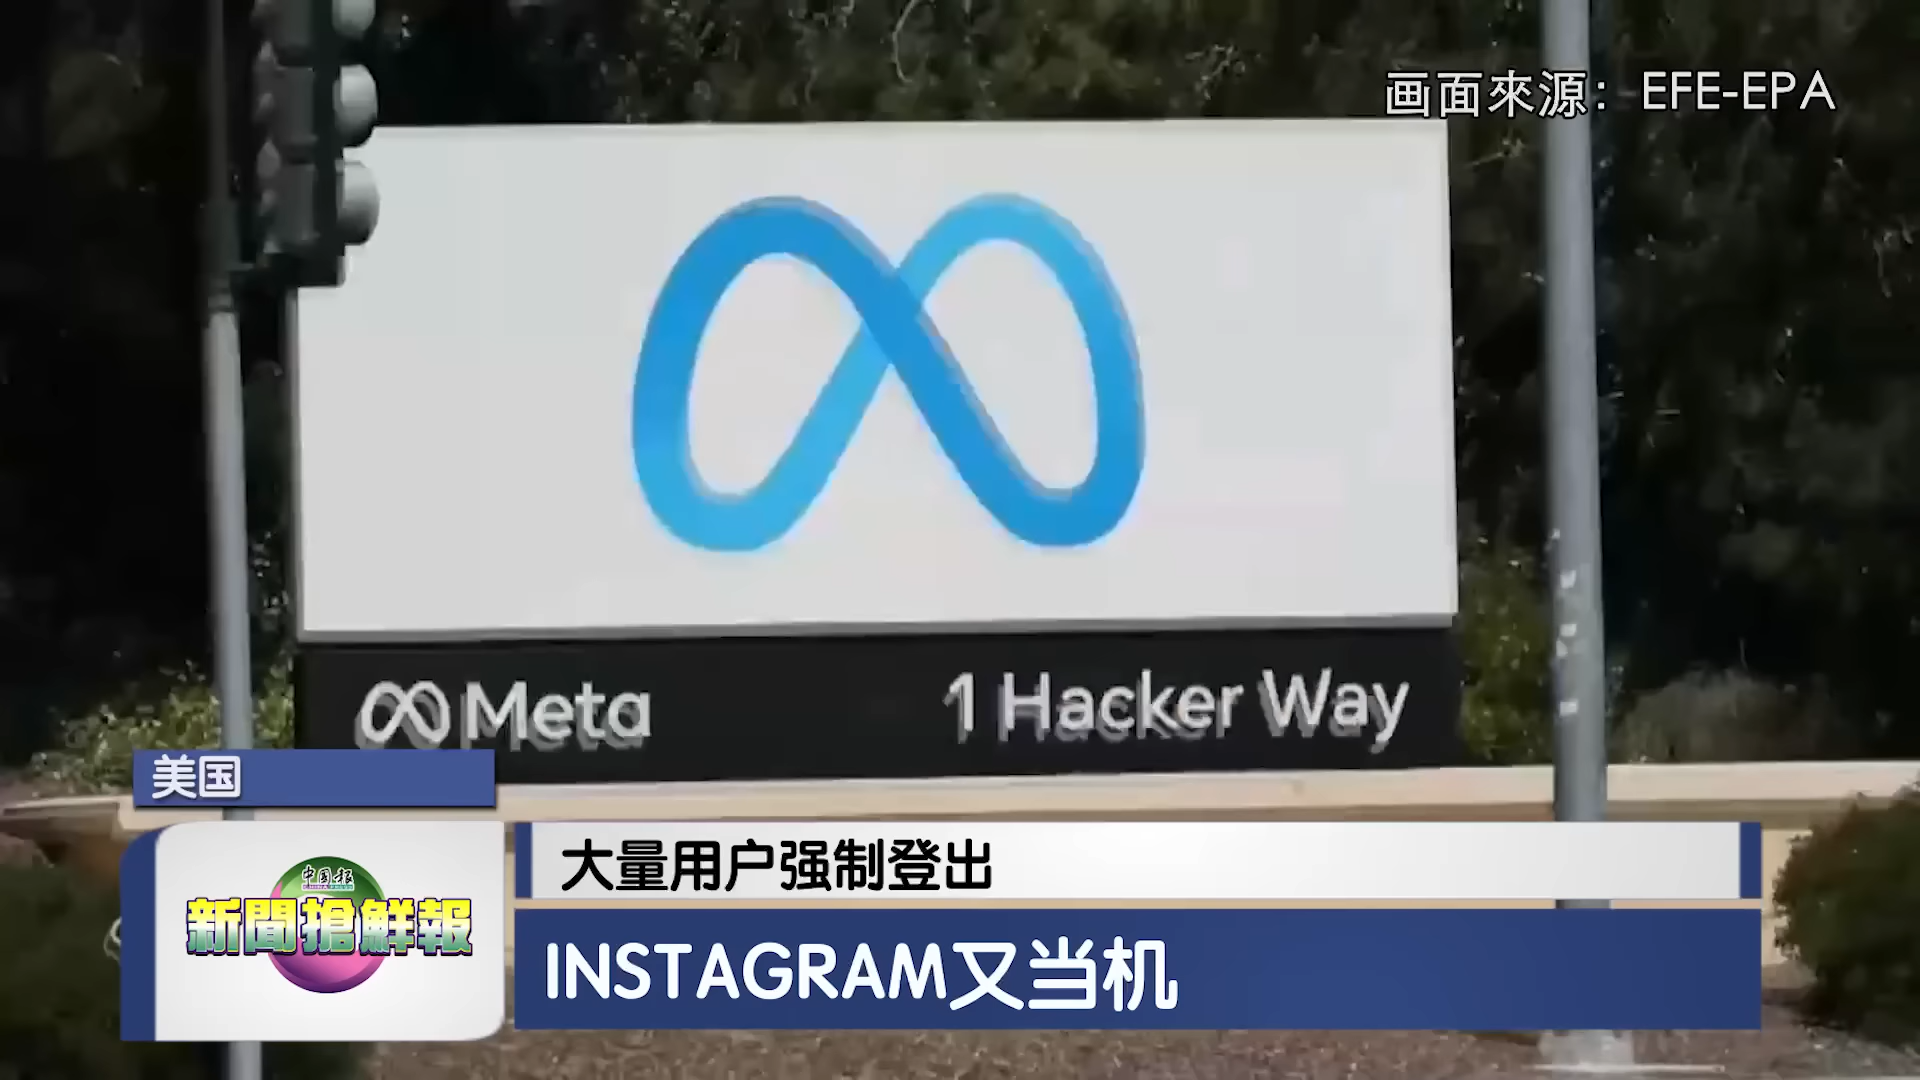 画面來源：EFE-EPA
Meta
1 Hacker Way
美国
中国报
CHINA PRESS
新聞搶鮮報
大量用户强制登出
INSTAGRAM又当机